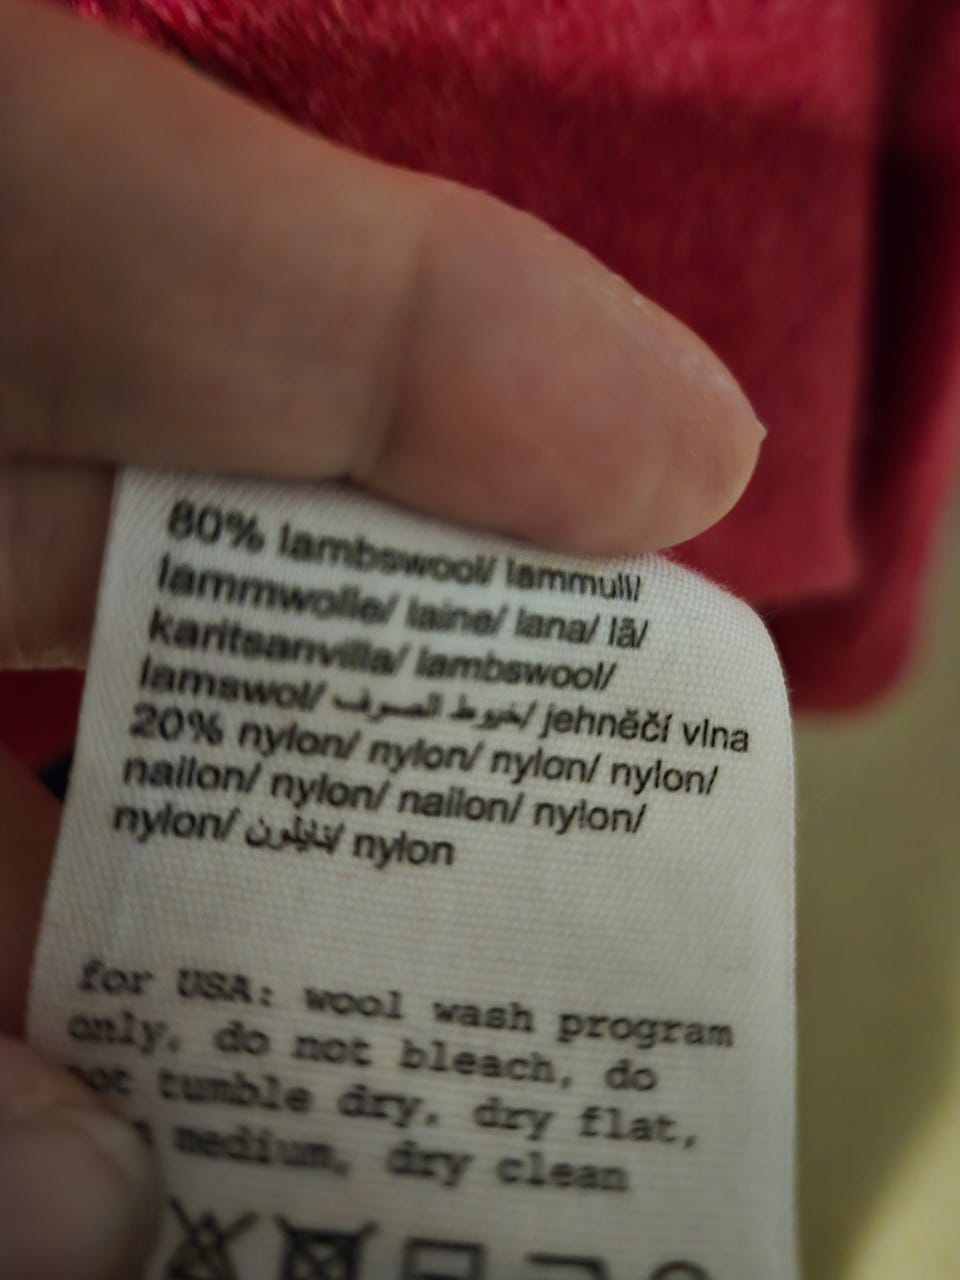 80% lambswool/ lammull/
lammwolle/ laine/ lana/ lã/
karitsanvilla/ lambswool/
lamswol/ خيوط الصوف/ jehněčí vlna
20% nylon/ nylon/ nylon/ nylon/
nailon/ nylon/ nailon/ nylon/
nylon/ نايلون/ nylon
for USA: wool wash program
only, do not bleach, do
not tumble dry, dry flat,
medium, dry clean